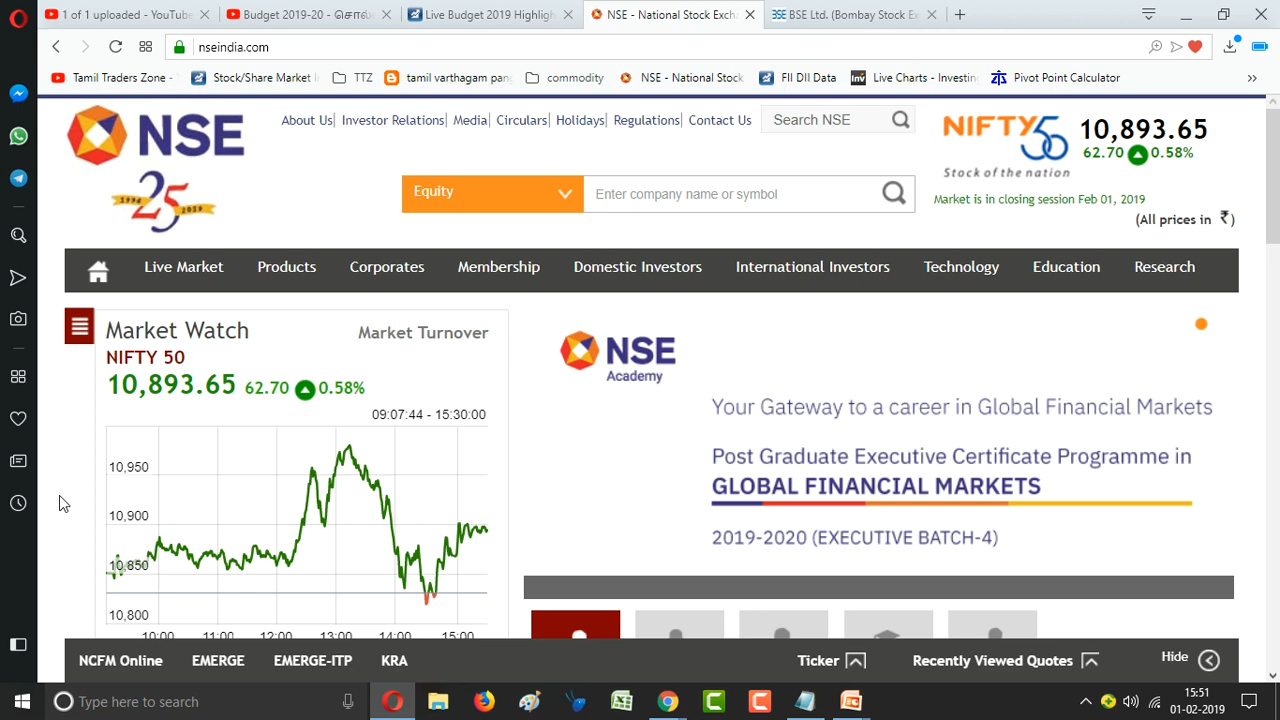 1 of 1 uploaded - YouTube
Budget 2019-20 -
Live Budget 2019 Highligh
NSE - National Stock Exch
BSE Ltd. (Bombay Stock Ex
nseindia.com
Tamil Traders Zone -
Stock/Share Market I
TTZ
tamil varthagam pan
commodity
NSE - National Stock
FII DII Data
Live Charts - Investin
Pivot Point Calculator
NSE
1994 25 2019
About Us| Investor Relations| Media| Circulars| Holidays| Regulations| Contact Us
Search NSE
Equity
Enter company name or symbol
NIFTY 50
Stock of the nation
10,893.65
62.70 0.58%
Market is in closing session Feb 01, 2019
(All prices in ₹)
Live Market Products Corporates Membership Domestic Investors International Investors Technology Education Research
Market Watch
Market Turnover
NIFTY 50
10,893.65 62.70 0.58%
09:07:44 - 15:30:00
10,950
10,900
10,850
10,800
10:00 11:00 12:00 13:00 14:00 15:00
NSE
Academy
Your Gateway to a career in Global Financial Markets
Post Graduate Executive Certificate Programme in
GLOBAL FINANCIAL MARKETS
2019-2020 (EXECUTIVE BATCH-4)
NCFM Online EMERGE EMERGE-ITP KRA
Ticker
Recently Viewed Quotes
Hide
Type here to search
15:51
01-02-2019